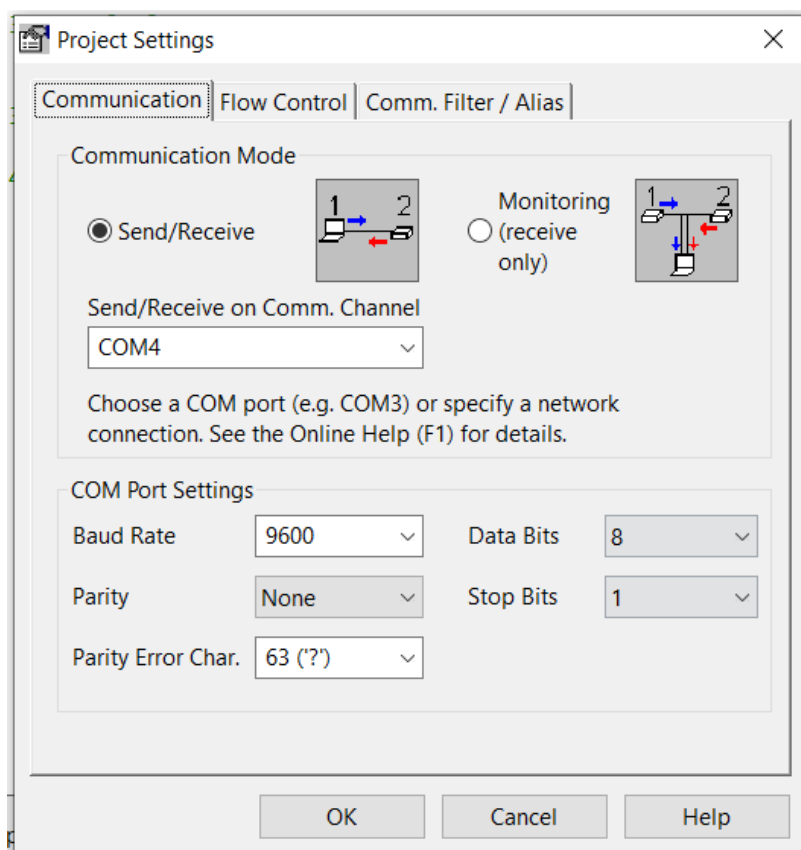 Project Settings
Communication Flow Control Comm. Filter / Alias
Communication Mode
Send/Receive
1 2
Monitoring
(receive
only)
1 2
Send/Receive on Comm. Channel
COM4
Choose a COM port (e.g. COM3) or specify a network
connection. See the Online Help (F1) for details.
COM Port Settings
Baud Rate 9600 Data Bits 8
Parity None Stop Bits 1
Parity Error Char. 63 ('?')
OK Cancel Help